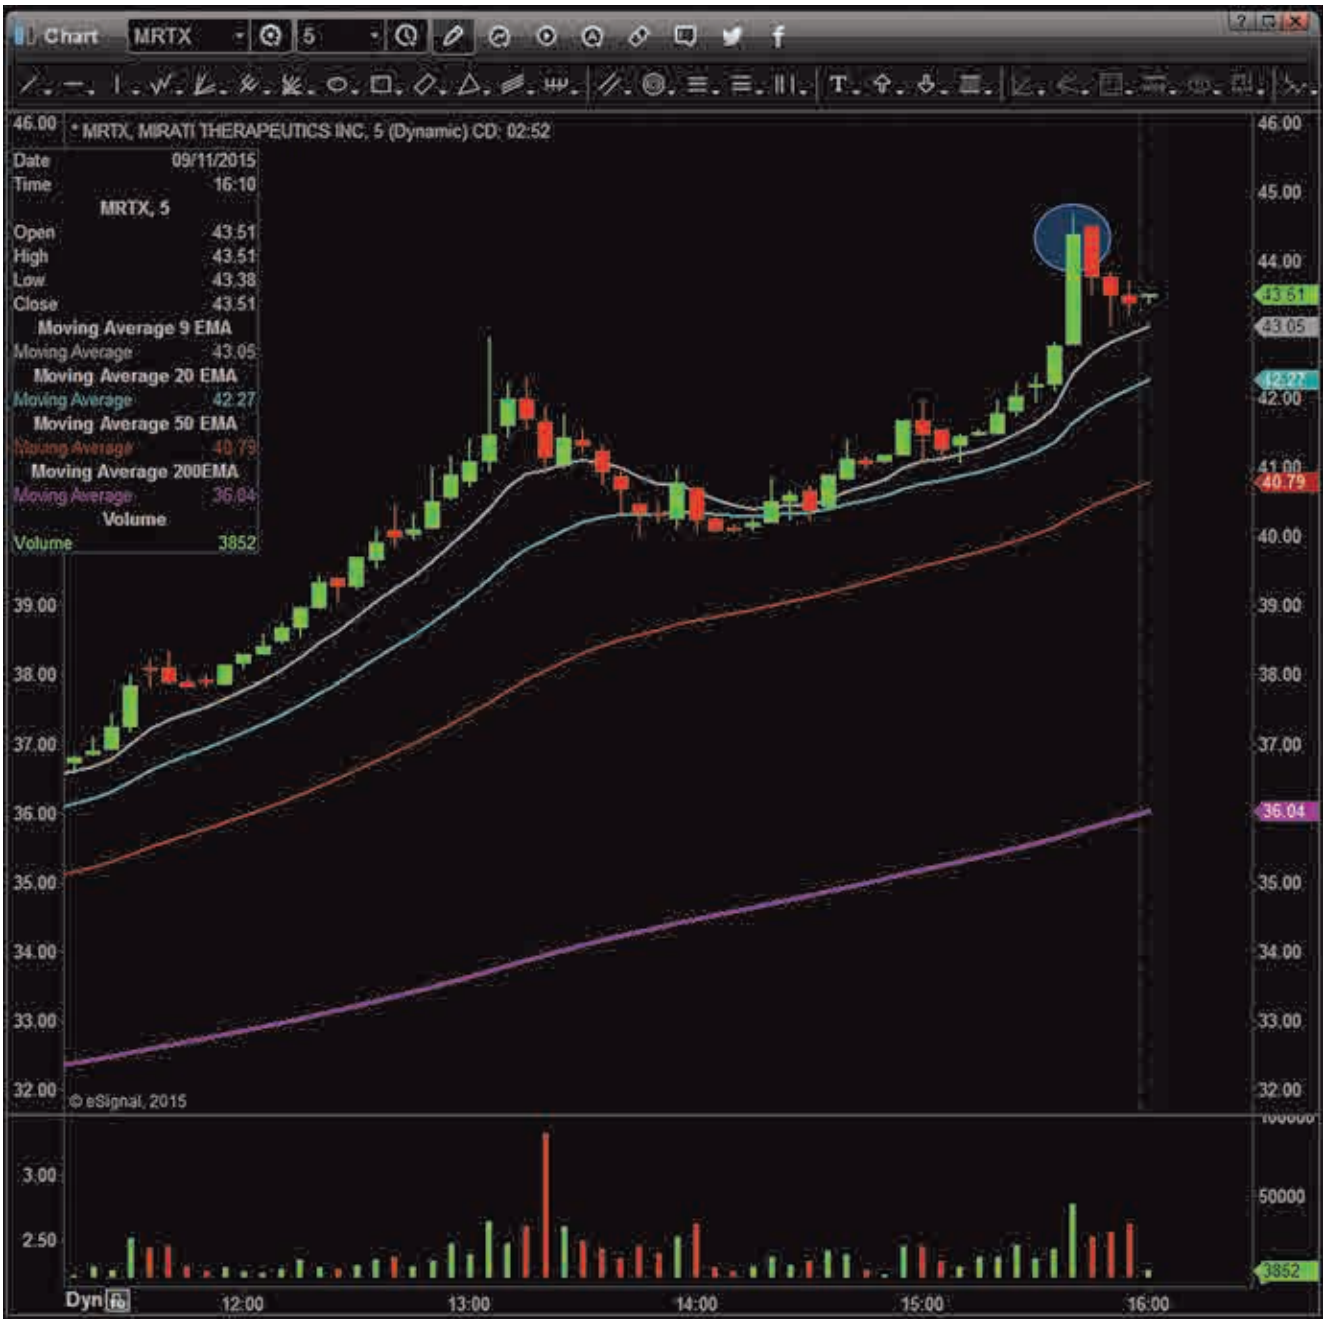 Chart MRTX 5
46.00 * MRTX, MIRATI THERAPEUTICS INC, 5 (Dynamic) CD: 02:52 46.00
Date 09/11/2015
Time 16:10
45.00
MRTX, 5
Open 43.51
High 43.51
44.00
Low 43.38
43.51
Close 43.51
Moving Average 9 EMA
43.05
Moving Average 43.05
Moving Average 20 EMA
42.27
Moving Average 42.27
42.00
Moving Average 50 EMA
Moving Average 40.79
Moving Average 200EMA
41.00
40.79
Moving Average 36.04
Volume
40.00
Volume 3852
39.00 39.00
38.00 38.00
37.00 37.00
36.00 36.04
35.00 35.00
34.00 34.00
33.00 33.00
32.00 32.00
© eSignal, 2015
100000
3.00
50000
2.50
3852
Dyn
12:00 13:00 14:00 15:00 16:00